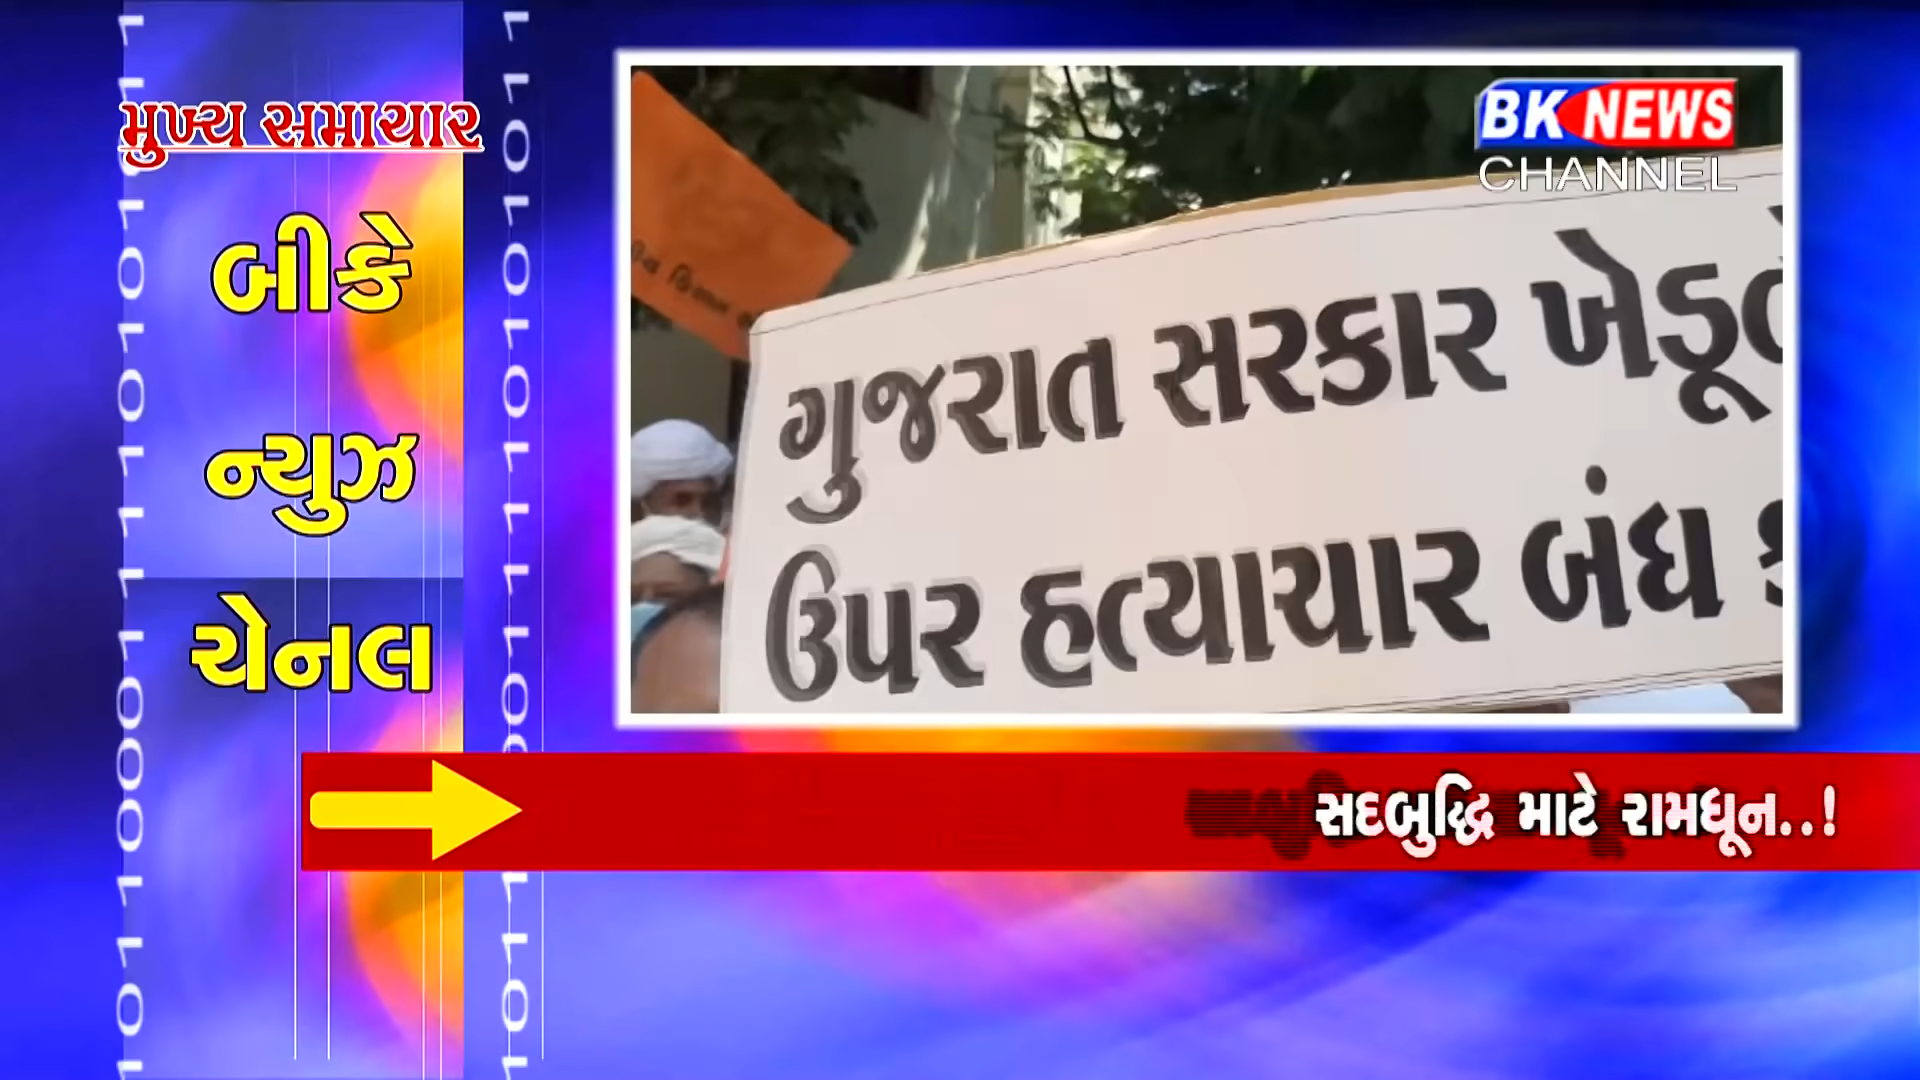 મુખ્ય સમાચાર
બીકે
ન્યુઝ
ચેનલ
BK NEWS
CHANNEL
ગુજરાત સરકાર
ઉપર હત્યાચાર બંધ
સદબુદ્ધિ માટે રામધૂન..!